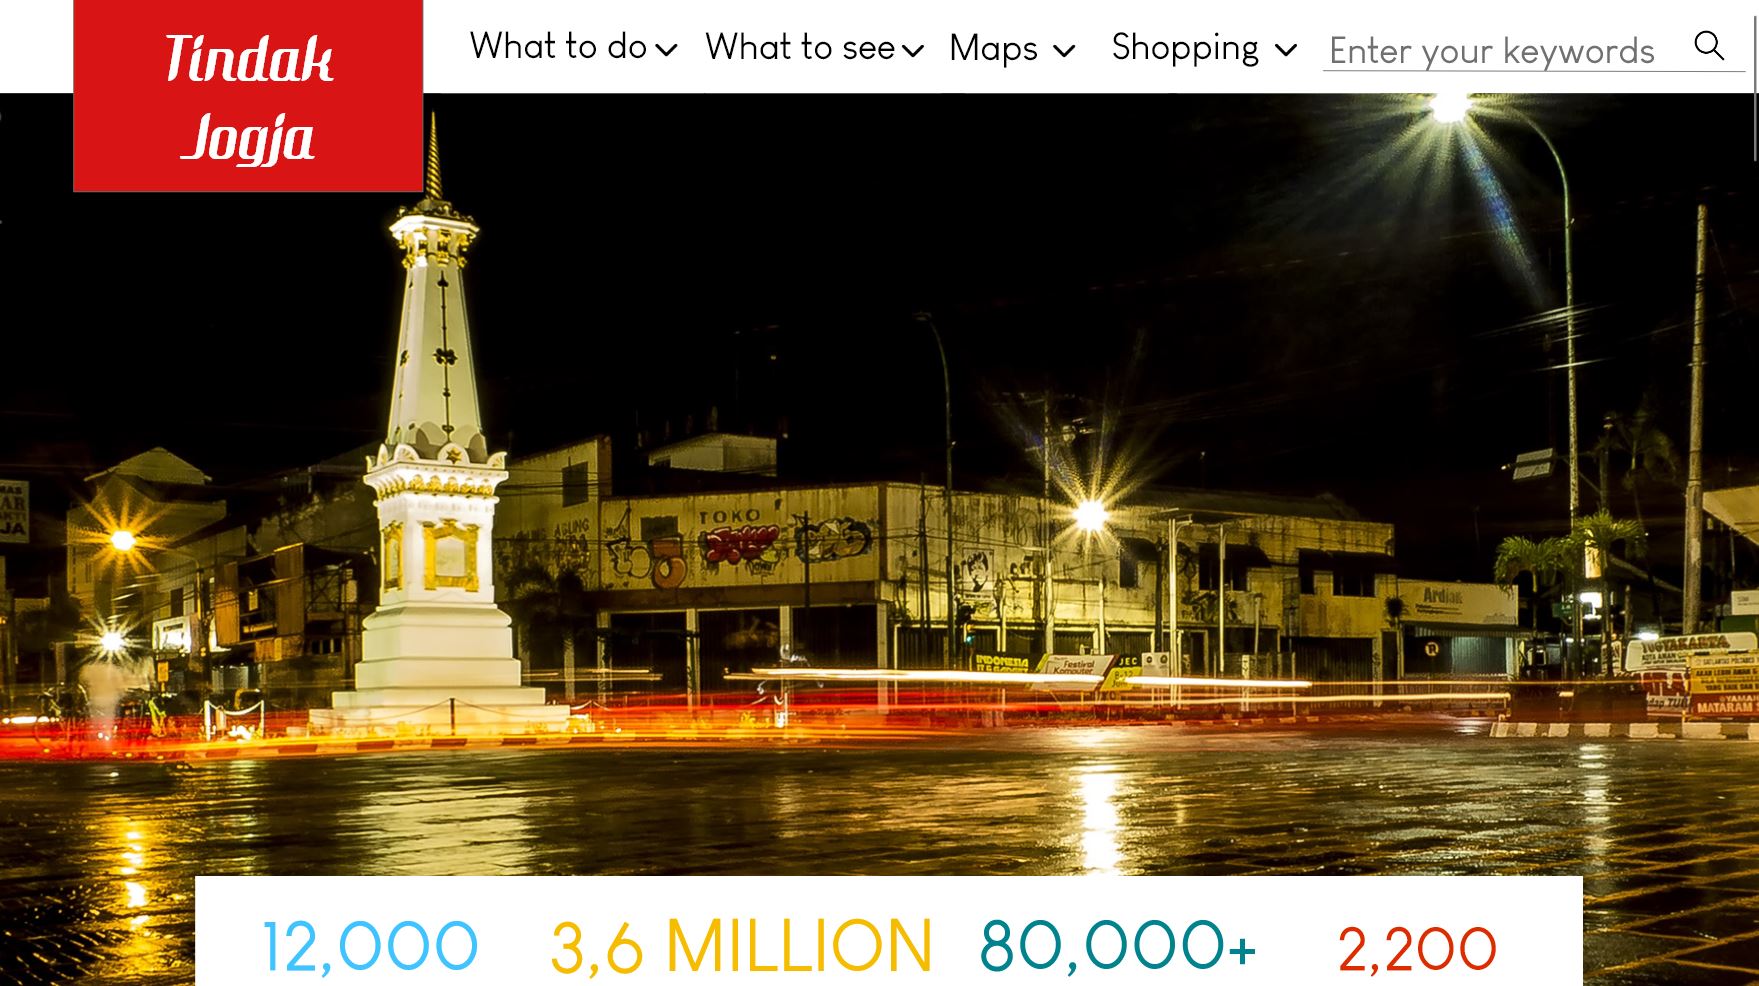 Tindak
Jogja
What to do
What to see
Maps
Shopping
Enter your keywords
TOKO
Ardiak
INDONESIA
Festival
Komputer
JEC
YOGYAKARTA
MATARAM
12,000
3,6 MILLION
80,000+
2,200